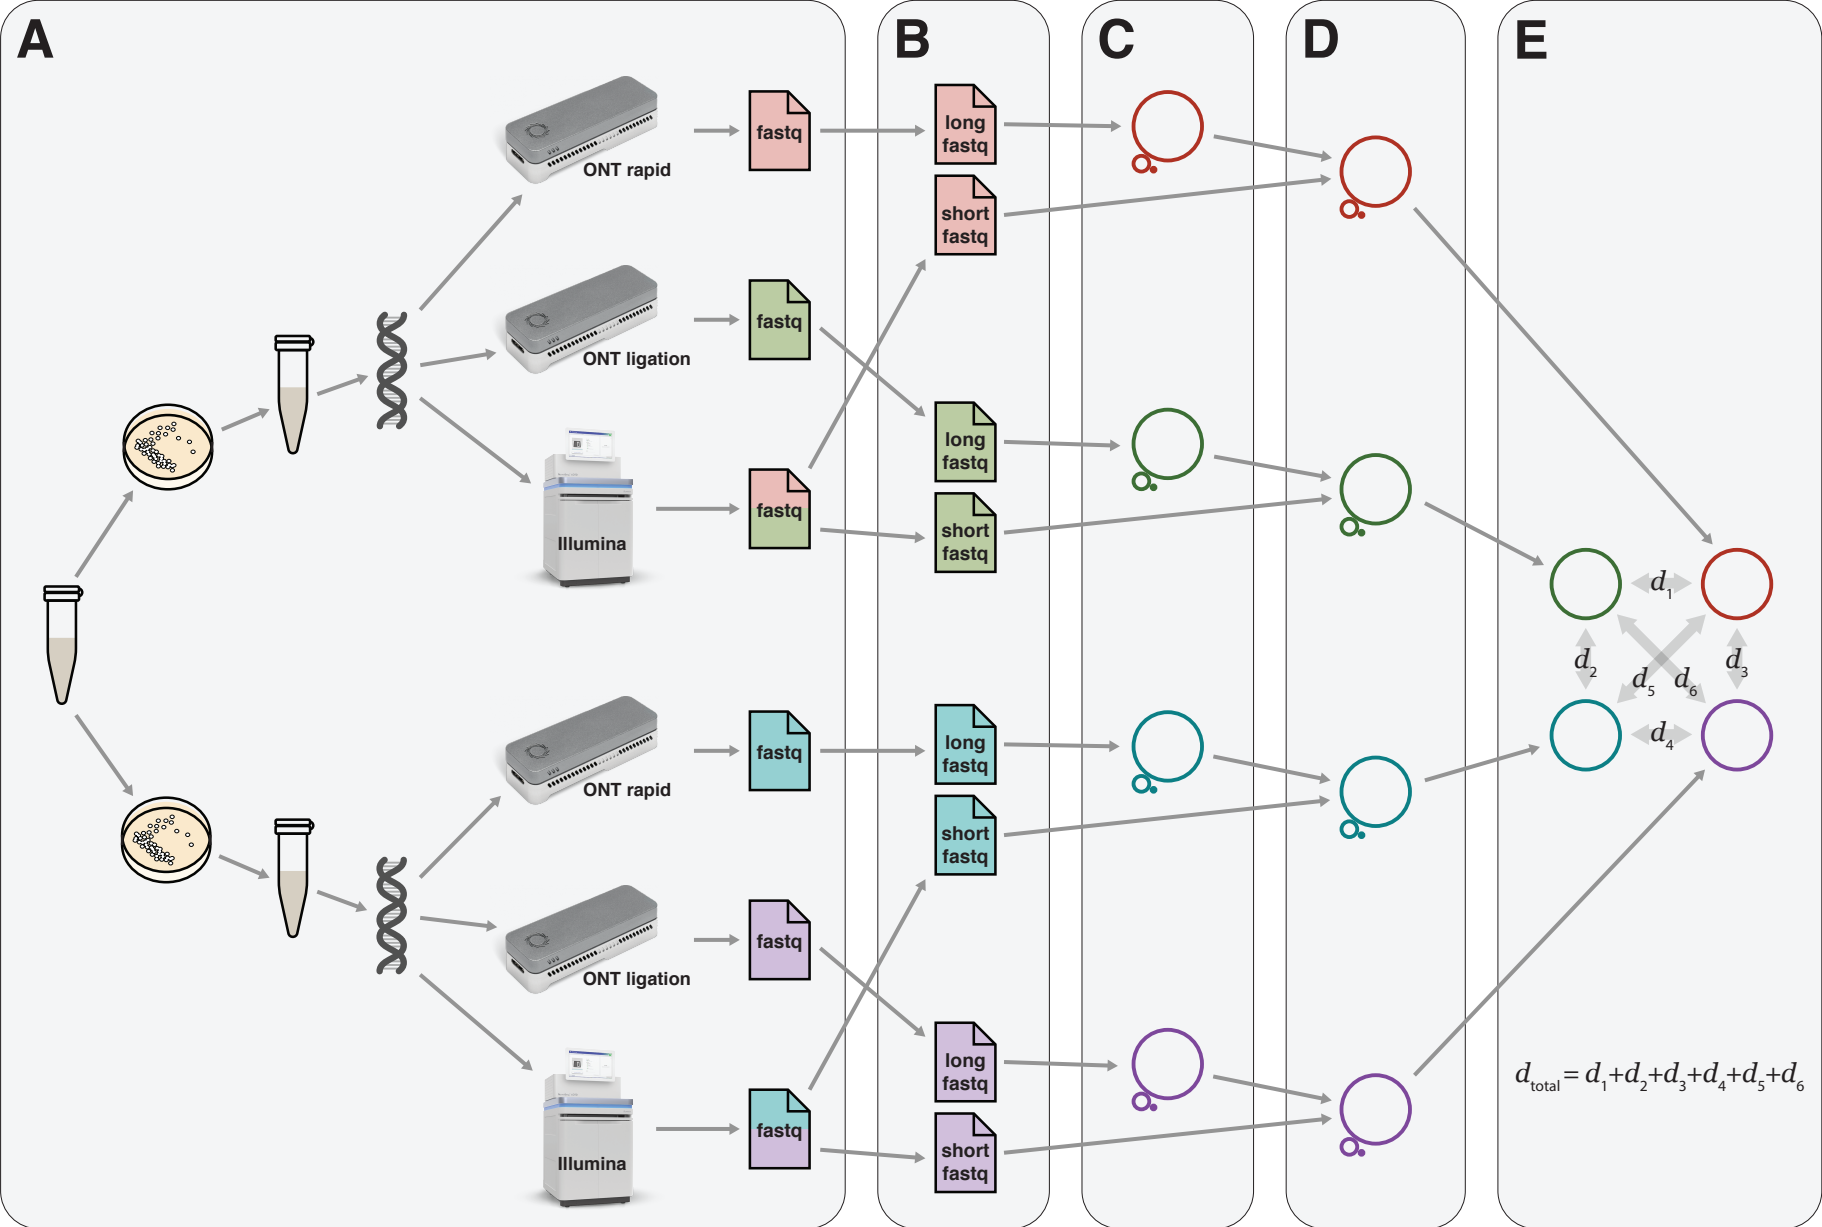 A
B
C
D
E
ONT rapid
fastq
long
fastq
short
fastq
ONT ligation
fastq
long
fastq
short
fastq
Illumina
fastq
ONT rapid
fastq
long
fastq
short
fastq
ONT ligation
fastq
long
fastq
short
fastq
Illumina
fastq
d1
d2
d3
d5
d6
d4
dtotal = d1+d2+d3+d4+d5+d6